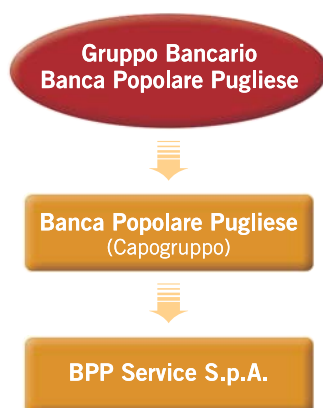 Gruppo Bancario
Banca Popolare Pugliese
Banca Popolare Pugliese
(Capogruppo)
BPP Service S.p.A.